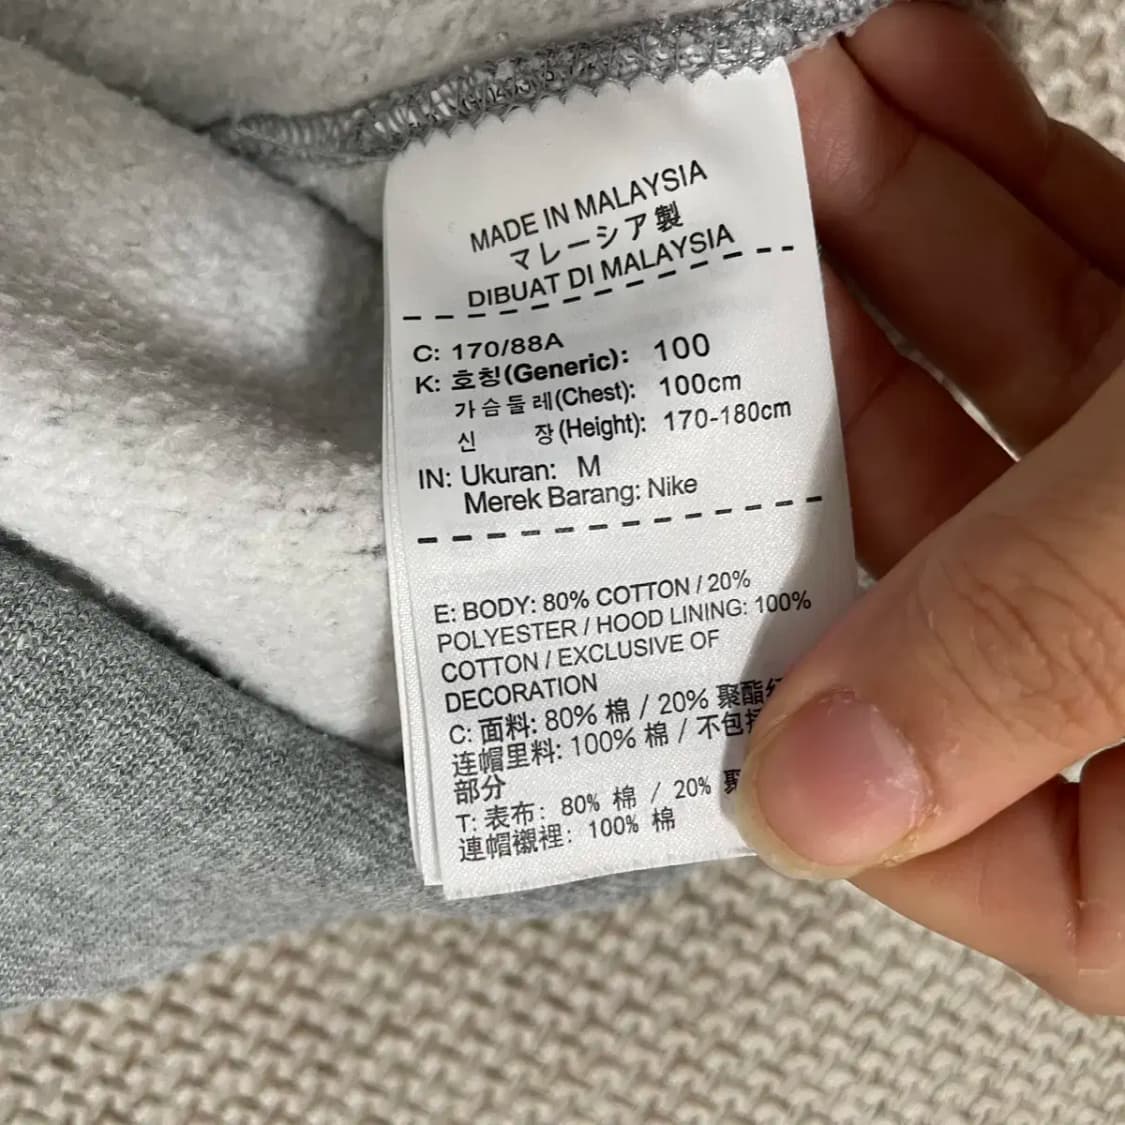 MADE IN MALAYSIA
マレーシア製
DIBUAT DI MALAYSIA
C: 170/88A
K: 호칭(Generic): 100
가슴둘레(Chest): 100cm
신 장(Height): 170-180cm
IN: Ukuran: M
Merek Barang: Nike
E: BODY: 80% COTTON / 20%
POLYESTER / HOOD LINING: 100%
COTTON / EXCLUSIVE OF
DECORATION
C: 面料: 80% 棉 / 20% 聚酯
连帽里料: 100% 棉 / 不包
部分
T: 表布: 80% 棉 / 20%
連帽襯裡: 100% 棉